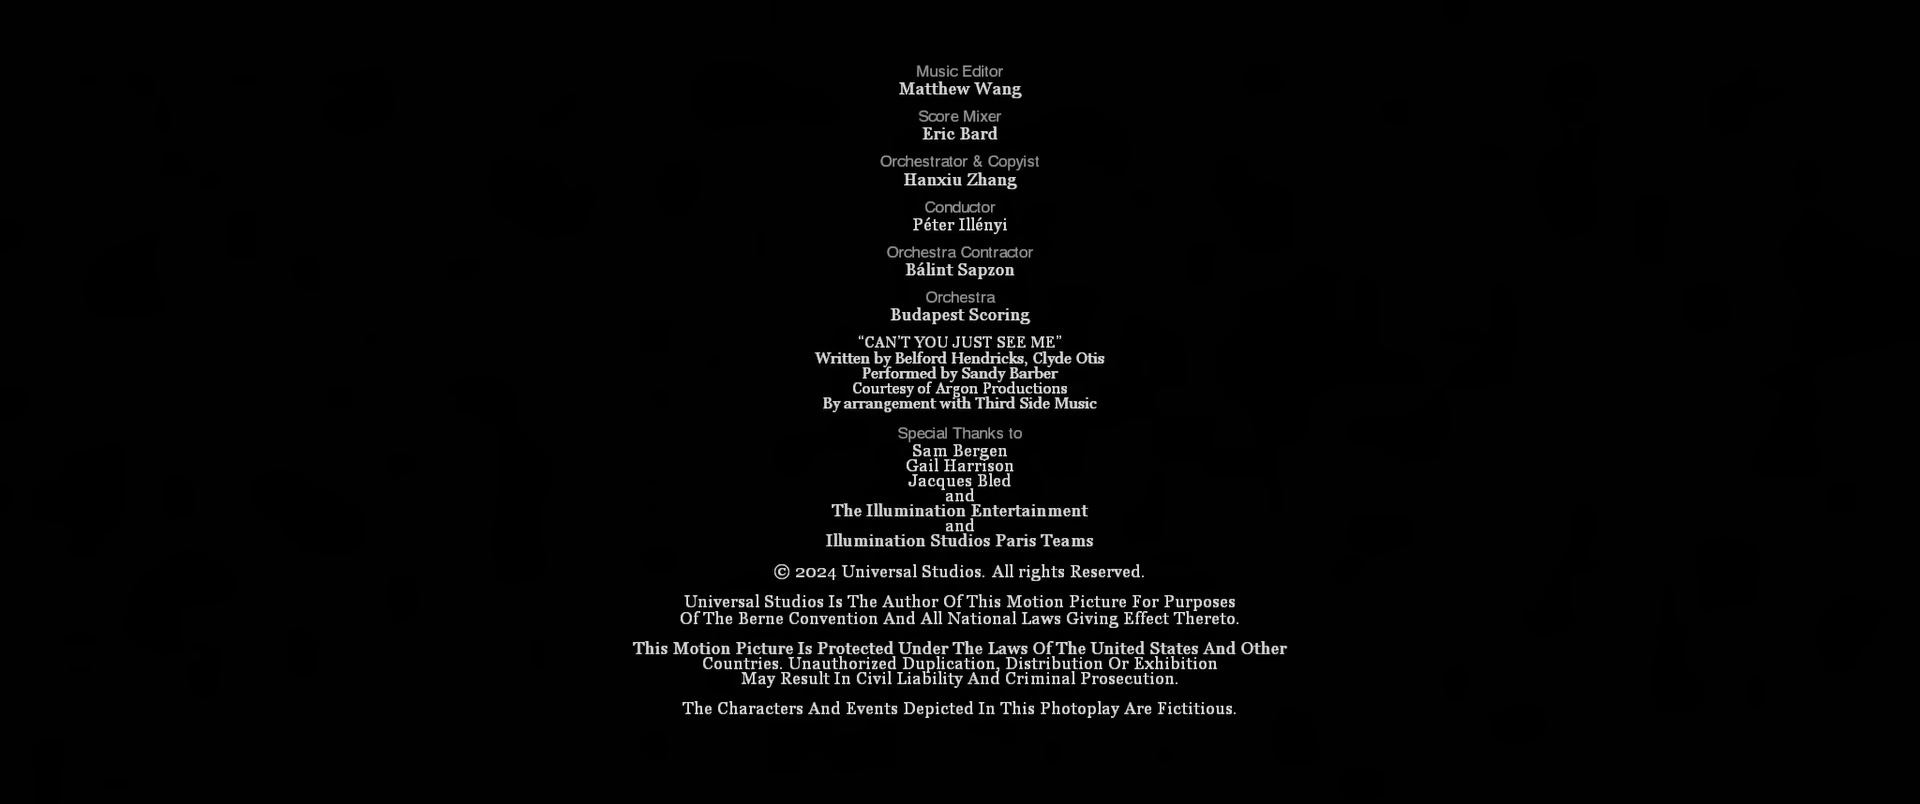 Music Editor
Matthew Wang
Score Mixer
Eric Bard
Orchestrator & Copyist
Hanxiu Zhang
Conductor
Péter Illényi
Orchestra Contractor
Bálint Sapzon
Orchestra
Budapest Scoring
“CAN’T YOU JUST SEE ME”
Written by Belford Hendricks, Clyde Otis
Performed by Sandy Barber
Courtesy of Argon Productions
By arrangement with Third Side Music
Special Thanks to
Sam Bergen
Gail Harrison
Jacques Bled
and
The Illumination Entertainment
and
Illumination Studios Paris Teams
© 2024 Universal Studios. All rights Reserved.
Universal Studios Is The Author Of This Motion Picture For Purposes
Of The Berne Convention And All National Laws Giving Effect Thereto.
This Motion Picture Is Protected Under The Laws Of The United States And Other
Countries. Unauthorized Duplication, Distribution Or Exhibition
May Result In Civil Liability And Criminal Prosecution.
The Characters And Events Depicted In This Photoplay Are Fictitious.